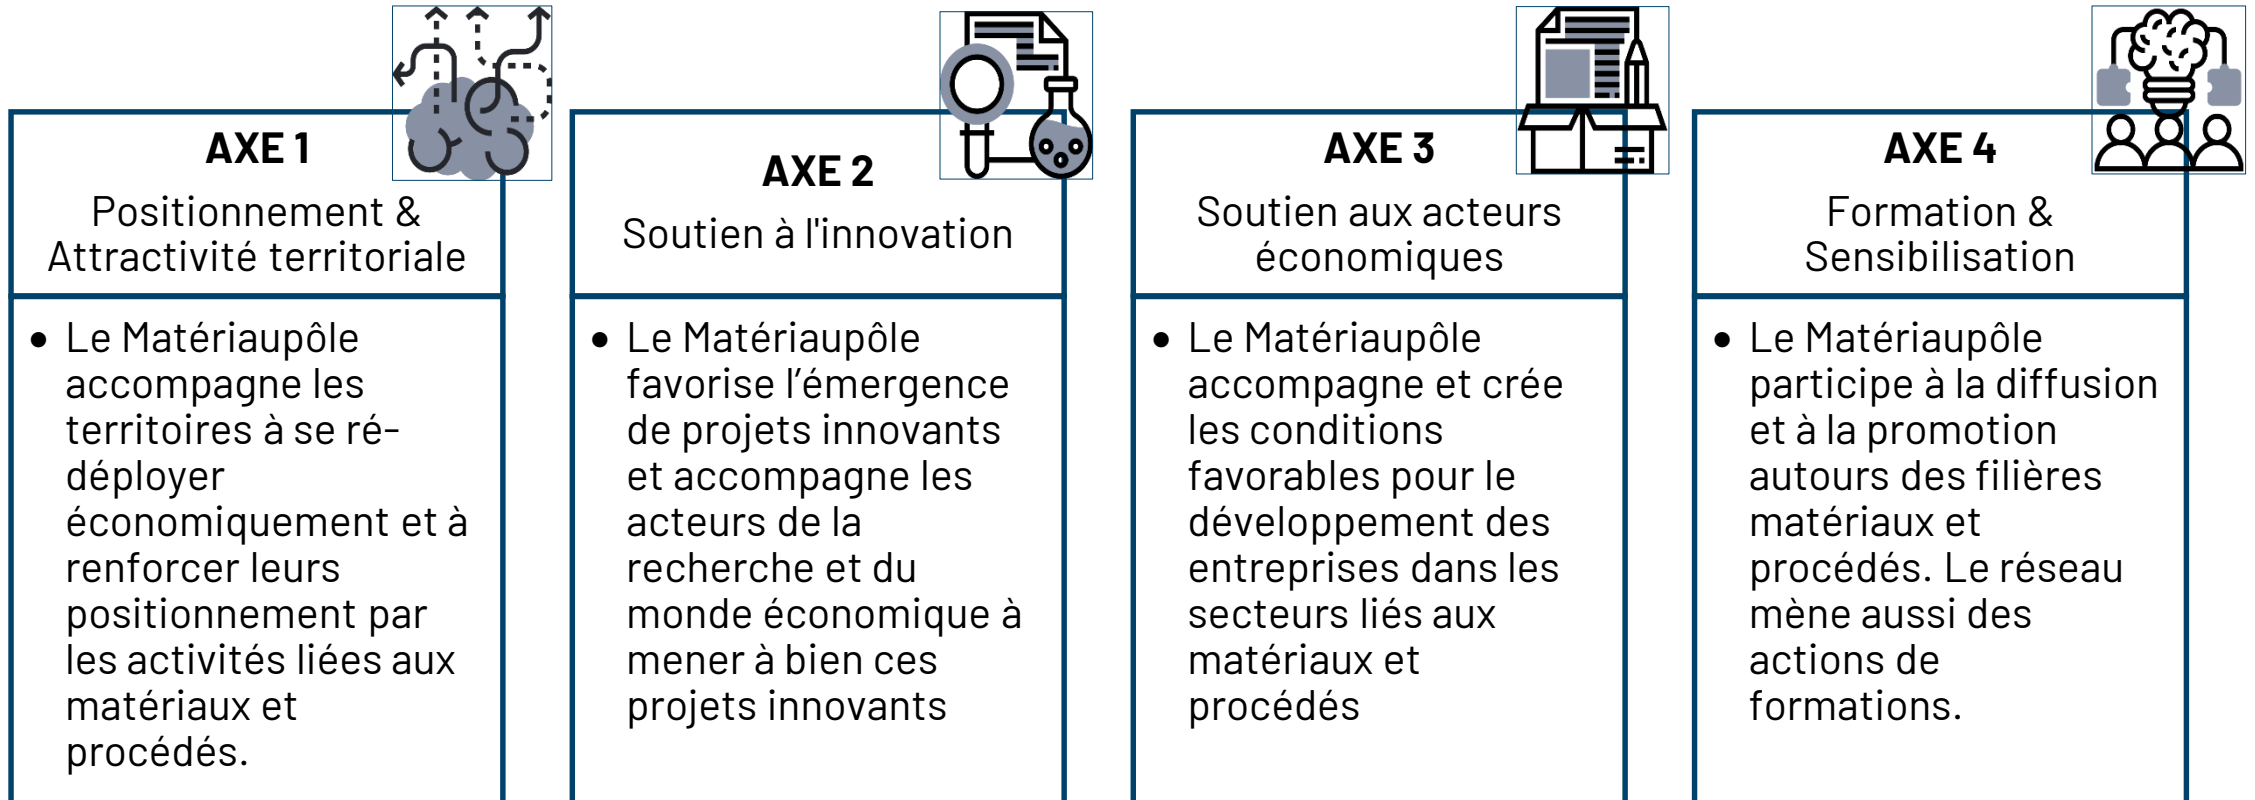 AXE 1
Positionnement &
Attractivité territoriale
• Le Matériaupôle
accompagne les
territoires à se ré-
déployer
économiquement et à
renforcer leurs
positionnement par
les activités liées aux
matériaux et
procédés.
AXE 2
Soutien à l'innovation
• Le Matériaupôle
favorise l’émergence
de projets innovants
et accompagne les
acteurs de la
recherche et du
monde économique à
mener à bien ces
projets innovants
AXE 3
Soutien aux acteurs
économiques
• Le Matériaupôle
accompagne et crée
les conditions
favorables pour le
développement des
entreprises dans les
secteurs liés aux
matériaux et
procédés
AXE 4
Formation &
Sensibilisation
• Le Matériaupôle
participe à la diffusion
et à la promotion
autours des filières
matériaux et
procédés. Le réseau
mène aussi des
actions de
formations.